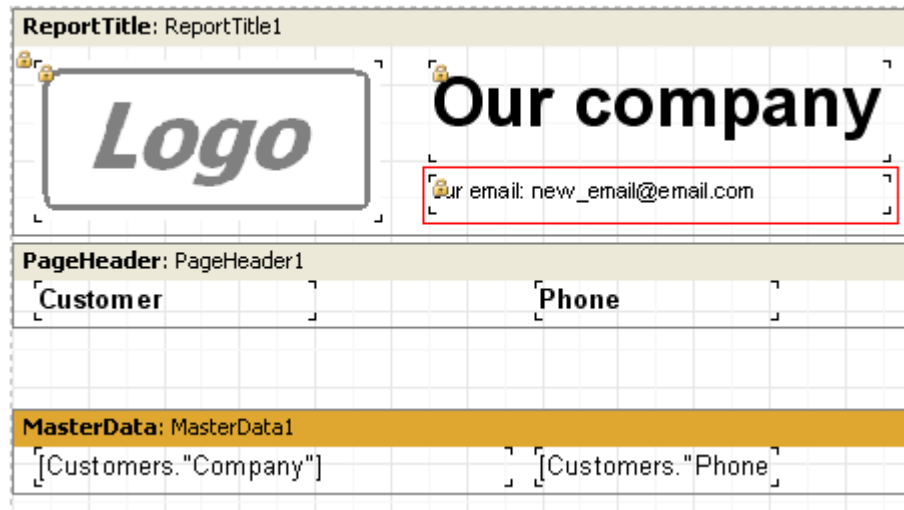 ReportTitle: ReportTitle1
Logo
Our company
ur email: new_email@email.com
PageHeader: PageHeader1
Customer Phone
MasterData: MasterData1
[Customers."Company"] [Customers."Phone